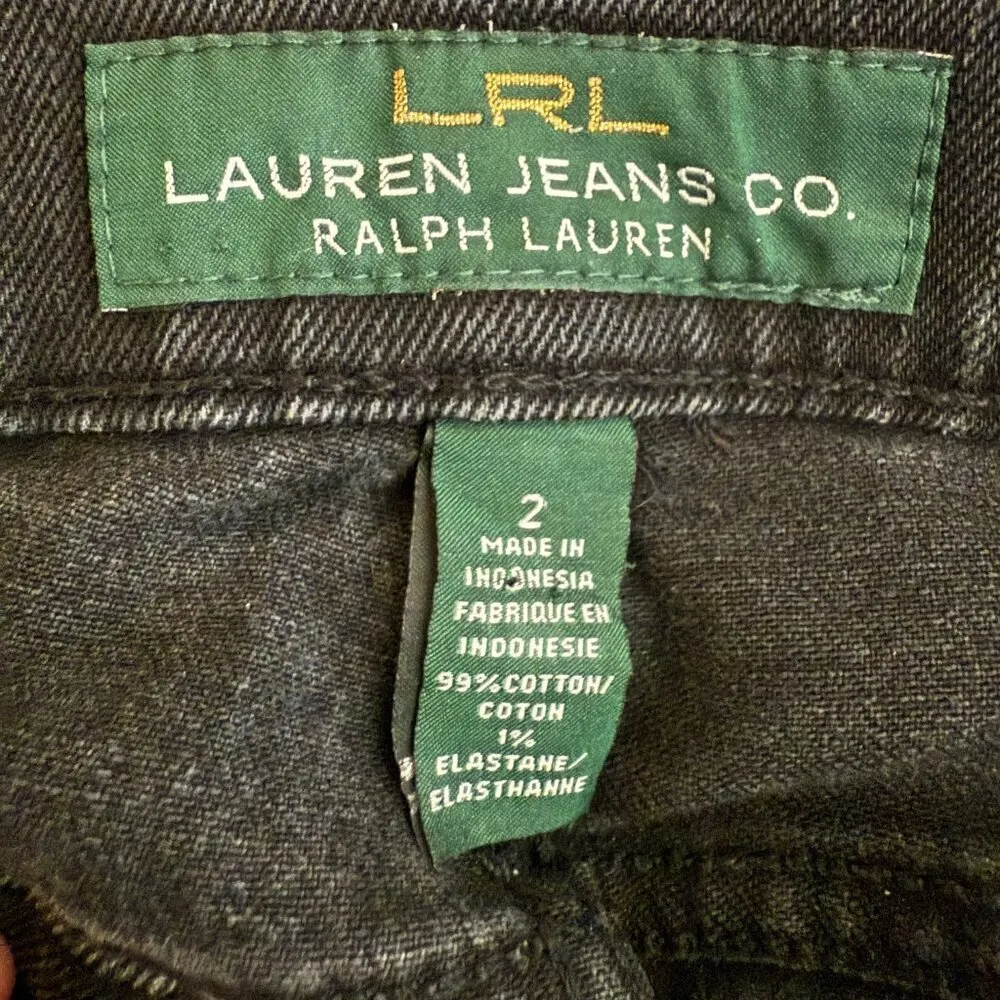 LRL
LAUREN JEANS CO.
RALPH LAUREN
2
MADE IN
INDONESIA
FABRIQUE EN
INDONESIE
99%COTTON/
COTON
1%
ELASTANE/
ELASTHANNE